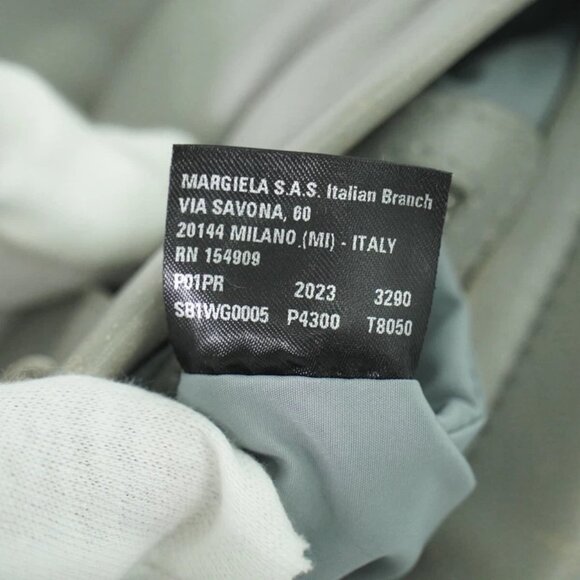 MARGIELA S.A.S. Italian Branch
VIA SAVONA, 60
20144 MILANO (MI) - ITALY
RN 154909
P01PR 2023 3290
SB1WG0005 P4300 T8050